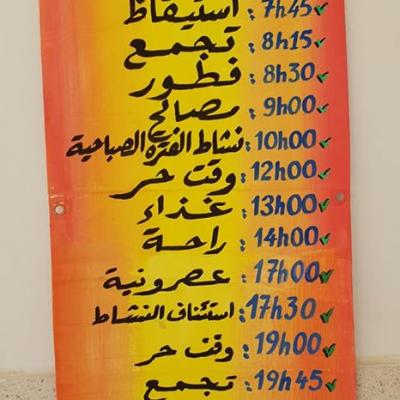 7h45: استيقاظ
8h15: تجمع
8h30: فطور
9h00: مصالح
10h00: نشاط الفترة الصباحية
12h00: وقت حر
13h00: غذاء
14h00: راحة
17h00: عصرونية
17h30: استئناف النشاط
19h00: وقت حر
19h45: تجمع